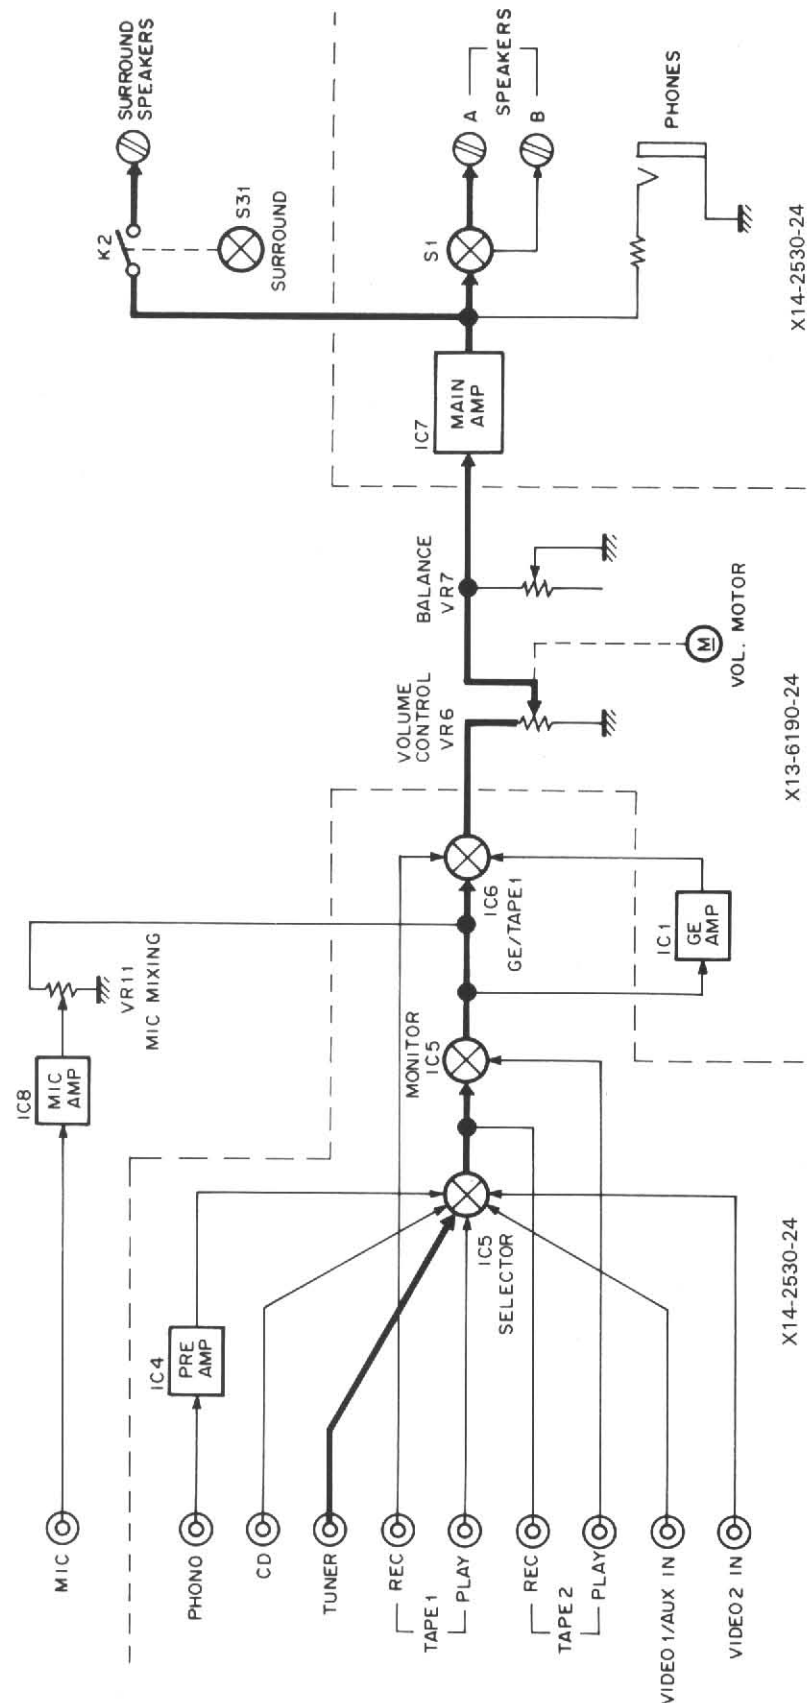 MIC
IC8
MIC
AMP
VR11
MIC MIXING
K2
SURROUND
SPEAKERS
S31
SURROUND
PHONO
IC4
PRE
AMP
CD
TUNER
REC
TAPE 1
PLAY
REC
TAPE 2
PLAY
VIDEO 1/AUX IN
VIDEO 2 IN
IC5
SELECTOR
MONITOR
IC5
IC6
GE/TAPE1
IC1
GE
AMP
VOLUME
CONTROL
VR6
BALANCE
VR7
M
VOL. MOTOR
IC7
MAIN
AMP
S1
A
SPEAKERS
B
PHONES
X14-2530-24
X13-6190-24
X14-2530-24